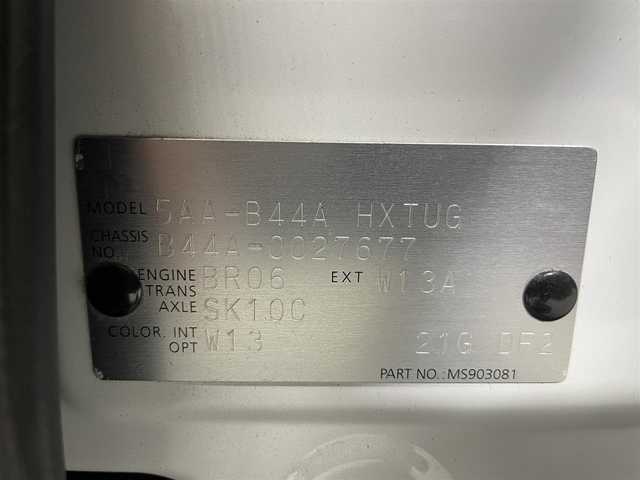 MODEL 5AA-B44A HXTUG
CHASSIS NO. B44A-0027677
ENGINE BR06 EXT W13A
TRANS AXLE SK10C
COLOR. INT W13
OPT 21G DF2
PART NO.:MS903081